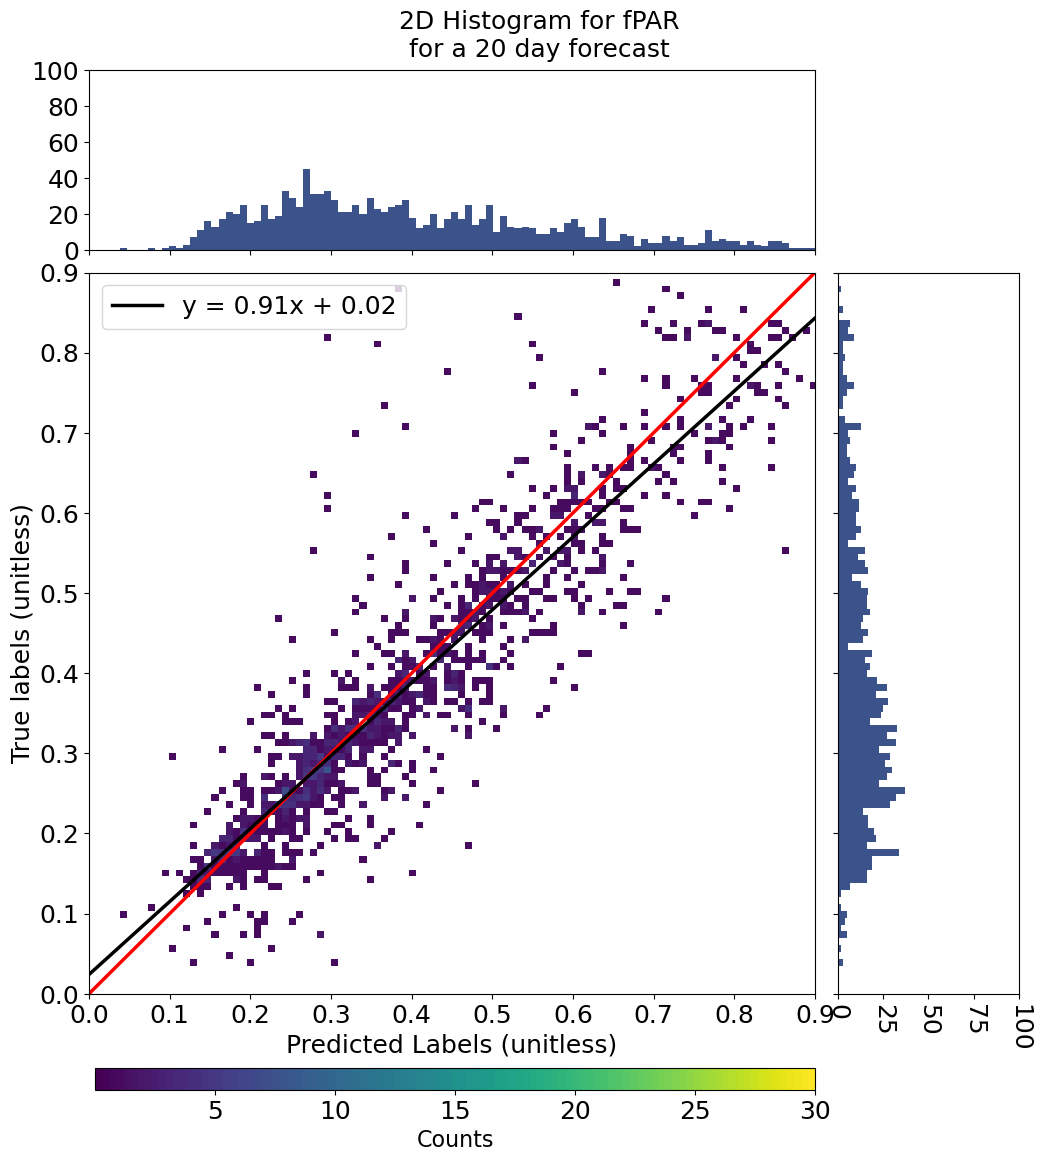 2D Histogram for fPAR
for a 20 day forecast
100
80
60
40
20
0
0.9
0.8
0.7
0.6
0.5
0.4
0.3
0.2
0.1
0.0
True labels (unitless)
y = 0.91x + 0.02
0.0 0.1 0.2 0.3 0.4 0.5 0.6 0.7 0.8 0.9
Predicted Labels (unitless)
0 25 50 75 100
5 10 15 20 25 30
Counts